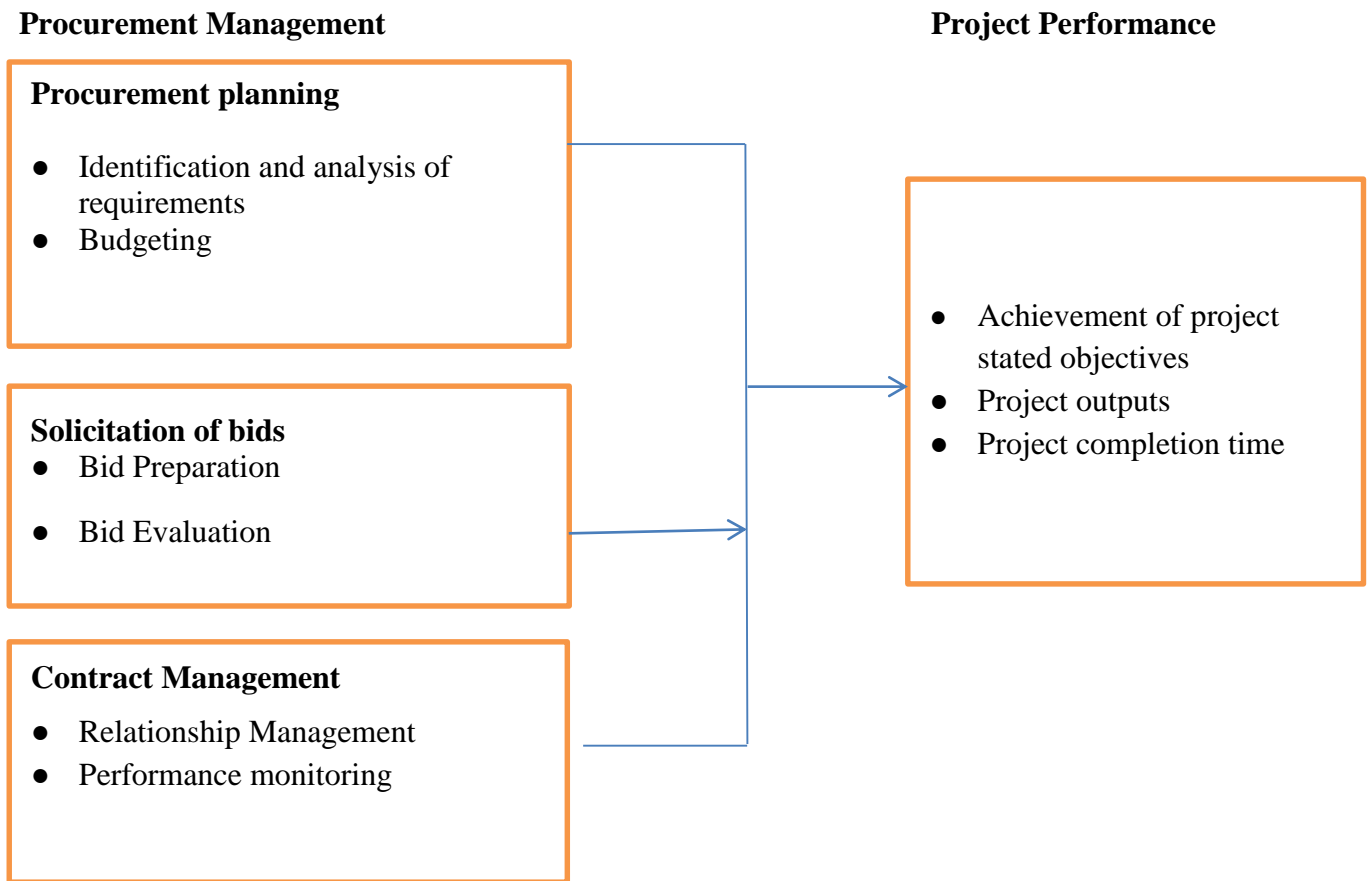 Procurement Management
Project Performance
Procurement planning
● Identification and analysis of
requirements
● Budgeting
Solicitation of bids
● Bid Preparation
● Bid Evaluation
Contract Management
● Relationship Management
● Performance monitoring
● Achievement of project
stated objectives
● Project outputs
● Project completion time